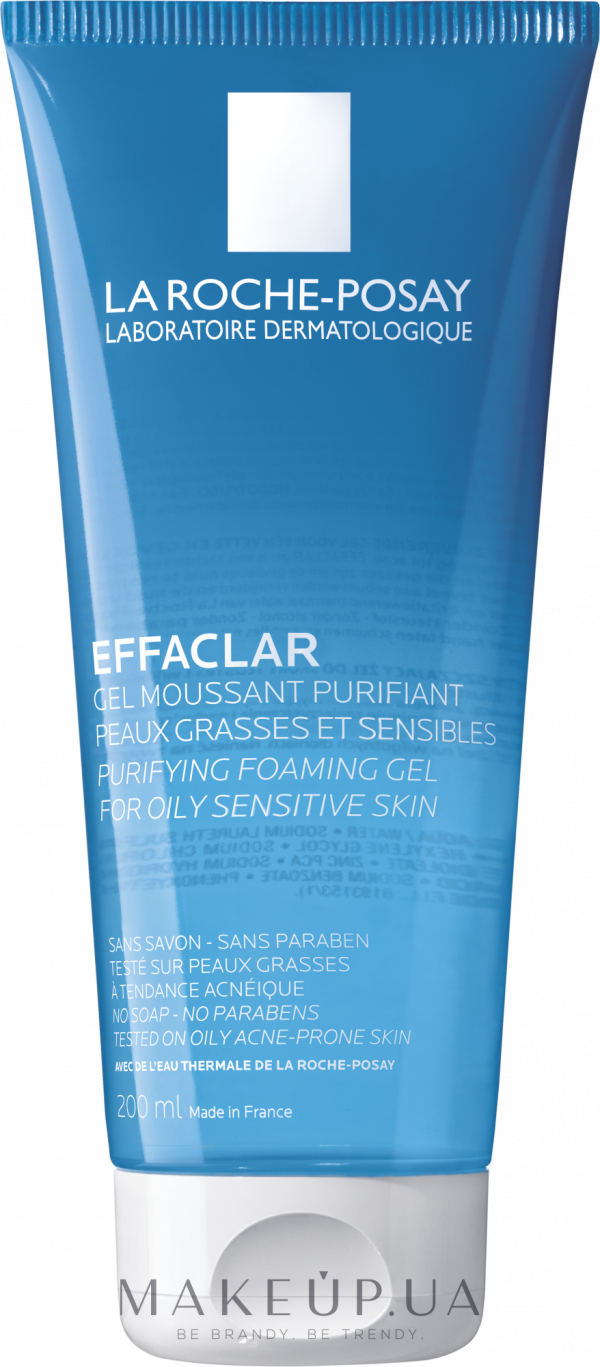 LA ROCHE-POSAY
LABORATOIRE DERMATOLOGIQUE
EFFACLAR
GEL MOUSSANT PURIFIANT
PEAUX GRASSES ET SENSIBLES
PURIFYING FOAMING GEL
FOR OILY SENSITIVE SKIN
SANS SAVON - SANS PARABEN
TESTÉ SUR PEAUX GRASSES
À TENDANCE ACNÉIQUE
NO SOAP - NO PARABENS
TESTED ON OILY ACNE-PRONE SKIN
AVEC DE L'EAU THERMALE DE LA ROCHE-POSAY
200 ml Made in France
MAKEUP.UA
BE BRANDY. BE TRENDY.